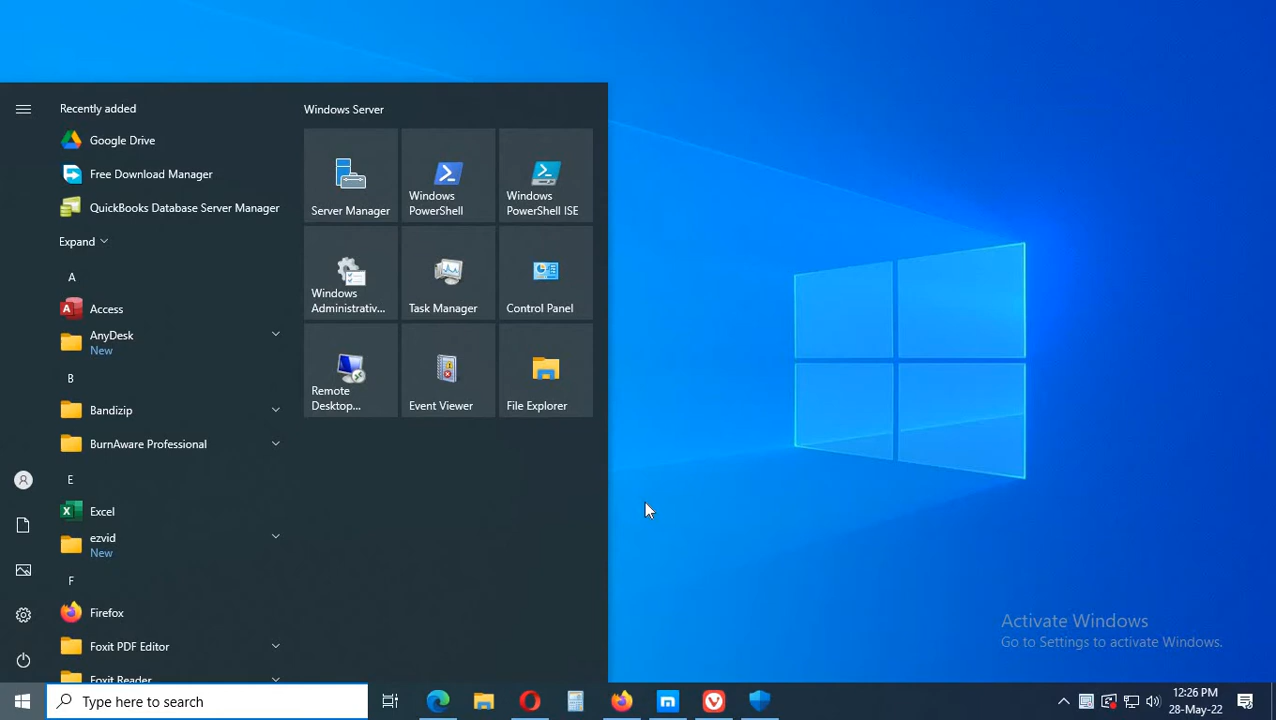 Recently added
Google Drive
Free Download Manager
QuickBooks Database Server Manager
Expand
A
Access
AnyDesk
New
B
Bandizip
BurnAware Professional
E
Excel
ezvid
New
F
Firefox
Foxit PDF Editor
Foxit Reader
Windows Server
Server Manager
Windows
PowerShell
Windows
PowerShell ISE
Windows
Administrativ...
Task Manager
Control Panel
Remote
Desktop...
Event Viewer
File Explorer
Activate Windows
Go to Settings to activate Windows.
Type here to search
12:26 PM
28-May-22